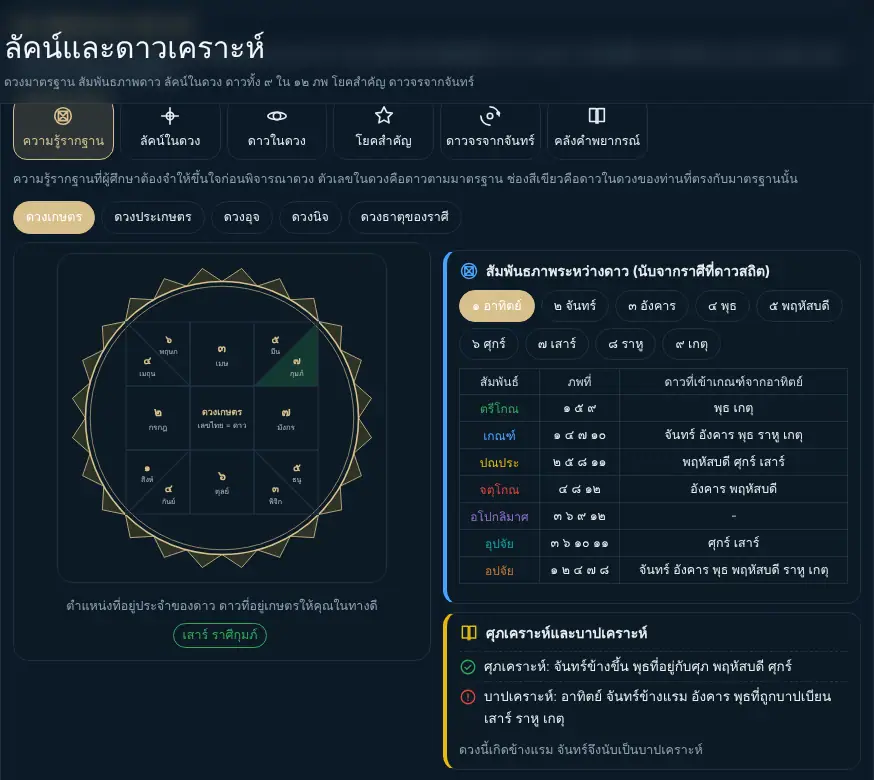 ลัคน์และดาวเคราะห์
ดวงมาตรฐาน สัมพันธภาพดาว ลัคน์ในดวง ดาวทั้ง ๙ ใน ๑๒ ภพ โยคสำคัญ ดาวจรจากจันทร์
ความรู้รากฐาน ลัคน์ในดวง ดาวในดวง โยคสำคัญ ดาวจรจากจันทร์ คลังคำพยากรณ์
ความรู้รากฐานที่ผู้ศึกษาต้องจำให้ขึ้นใจก่อนพิจารณาดวง ตัวเลขในดวงคือดาวตามมาตรฐาน ช่องสีเขียวคือดาวในดวงของท่านที่ตรงกับมาตรฐานนั้น
ดวงเกษตร ดวงประเกษตร ดวงอุจ ดวงนิจ ดวงธาตุของราศี
๖
พฤษภ
๔
เมถุน
๓
เมษ
๕
มีน
๗
กุมภ์
๒
กรกฎ
ดวงเกษตร
เลขไทย = ดาว
๗
มังกร
๑
สิงห์
๔
กันย์
๖
ตุลย์
๕
ธนู
๓
พิจิก
ตำแหน่งที่อยู่ประจำของดาว ดาวที่อยู่เกษตรให้คุณในทางดี
เสาร์ ราศีกุมภ์
สัมพันธภาพระหว่างดาว (นับจากราศีที่ดาวสถิต)
๑ อาทิตย์ ๒ จันทร์ ๓ อังคาร ๔ พุธ ๕ พฤหัสบดี
๖ ศุกร์ ๗ เสาร์ ๘ ราหู ๙ เกตุ
สัมพันธ์ ภพที่ ดาวที่เข้าเกณฑ์จากอาทิตย์
ตรีโกณ ๑ ๕ ๙ พุธ เกตุ
เกณฑ์ ๑ ๔ ๗ ๑๐ จันทร์ อังคาร พุธ ราหู เกตุ
ปณประ ๒ ๕ ๘ ๑๑ พฤหัสบดี ศุกร์ เสาร์
จตุโกณ ๔ ๘ ๑๒ อังคาร พฤหัสบดี
อโปกลิมาศ ๓ ๖ ๙ ๑๒ -
อุปจัย ๓ ๖ ๑๐ ๑๑ ศุกร์ เสาร์
อปจัย ๑ ๒ ๔ ๗ ๘ จันทร์ อังคาร พุธ พฤหัสบดี ราหู เกตุ
ศุภเคราะห์และบาปเคราะห์
ศุภเคราะห์: จันทร์ข้างขึ้น พุธที่อยู่กับศุภ พฤหัสบดี ศุกร์
บาปเคราะห์: อาทิตย์ จันทร์ข้างแรม อังคาร พุธที่ถูกบาปเบียน
เสาร์ ราหู เกตุ
ดวงนี้เกิดข้างแรม จันทร์จึงนับเป็นบาปเคราะห์